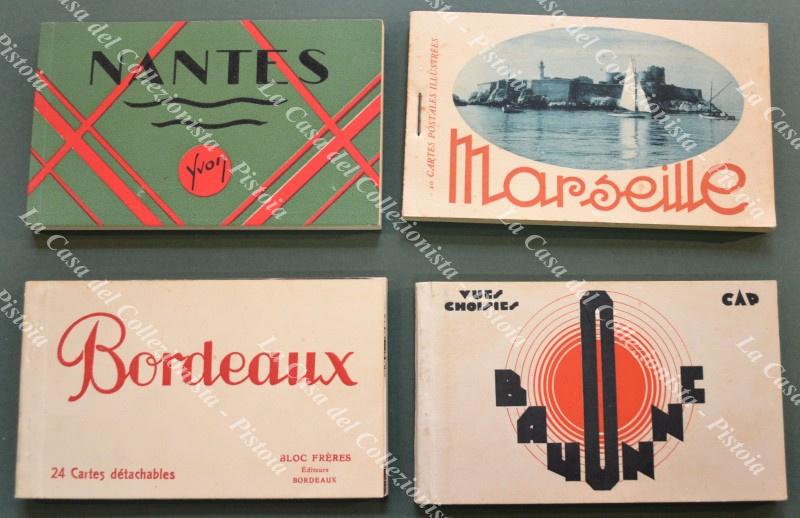 NANTES
Yvon
10 CARTES POSTALES ILLUSTRÉES
Marseille
Bordeaux
24 Cartes détachables
BLOC FRÈRES
Éditeurs
BORDEAUX
VUES
CHOISIES
CAP
BAYONNE
La Casa del Collezionista - Pistoia